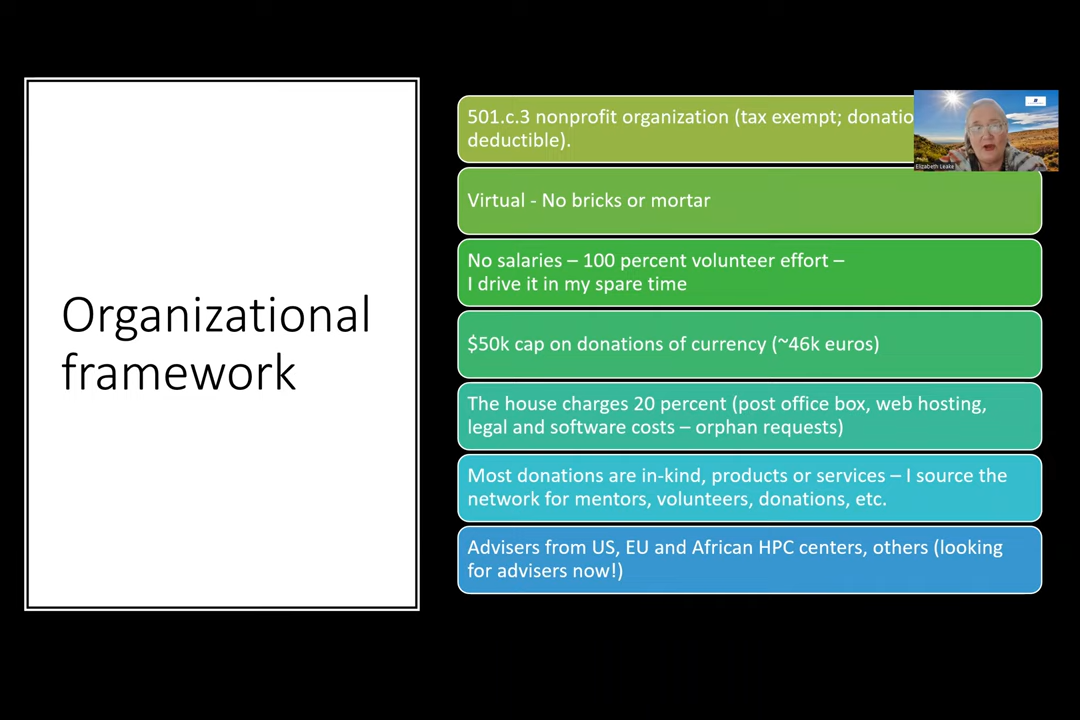 Organizational
framework
501.c.3 nonprofit organization (tax exempt;
deductible).
Virtual - No bricks or mortar
No salaries – 100 percent volunteer effort –
I drive it in my spare time
$50k cap on donations of currency (~46k euros)
The house charges 20 percent (post office box, web hosting,
legal and software costs – orphan requests)
Most donations are in-kind, products or services – I source the
network for mentors, volunteers, donations, etc.
Advisers from US, EU and African HPC centers, others (looking
for advisers now!)
Elizabeth Leake